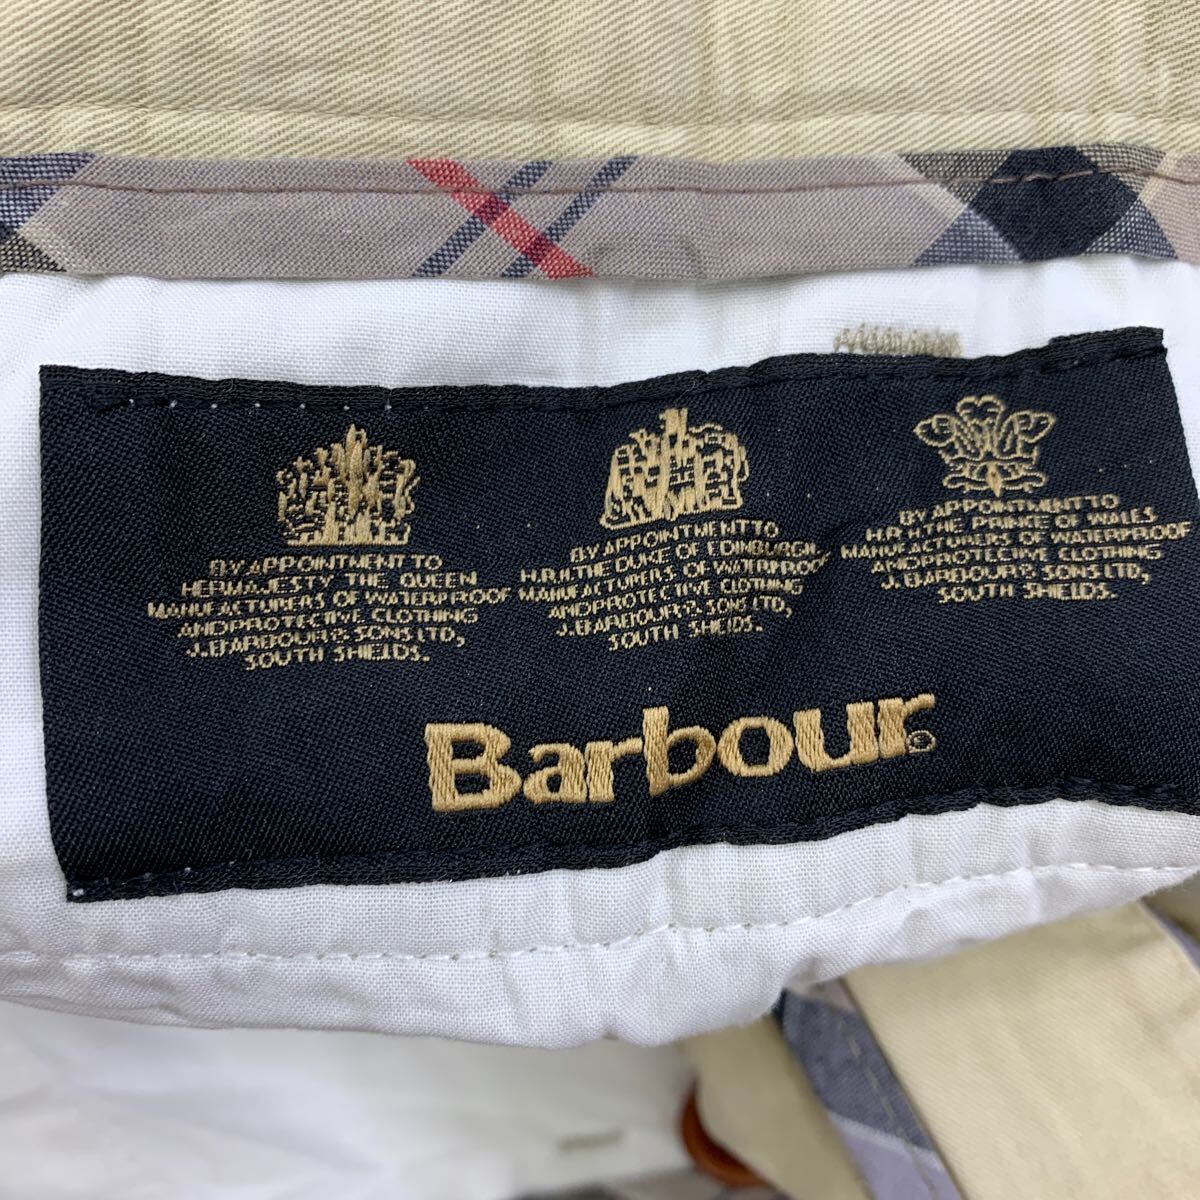 BY APPOINTMENT TO
HER MAJESTY THE QUEEN
MANUFACTURERS OF WATERPROOF
AND PROTECTIVE CLOTHING
J. BARBOUR & SONS LTD,
SOUTH SHIELDS.
BY APPOINTMENT TO
H.R.H. THE DUKE OF EDINBURGH
MANUFACTURERS OF WATERPROOF
AND PROTECTIVE CLOTHING
J. BARBOUR & SONS LTD,
SOUTH SHIELDS.
BY APPOINTMENT TO
H.R.H. THE PRINCE OF WALES
MANUFACTURERS OF WATERPROOF
AND PROTECTIVE CLOTHING
J. BARBOUR & SONS LTD,
SOUTH SHIELDS.
Barbour